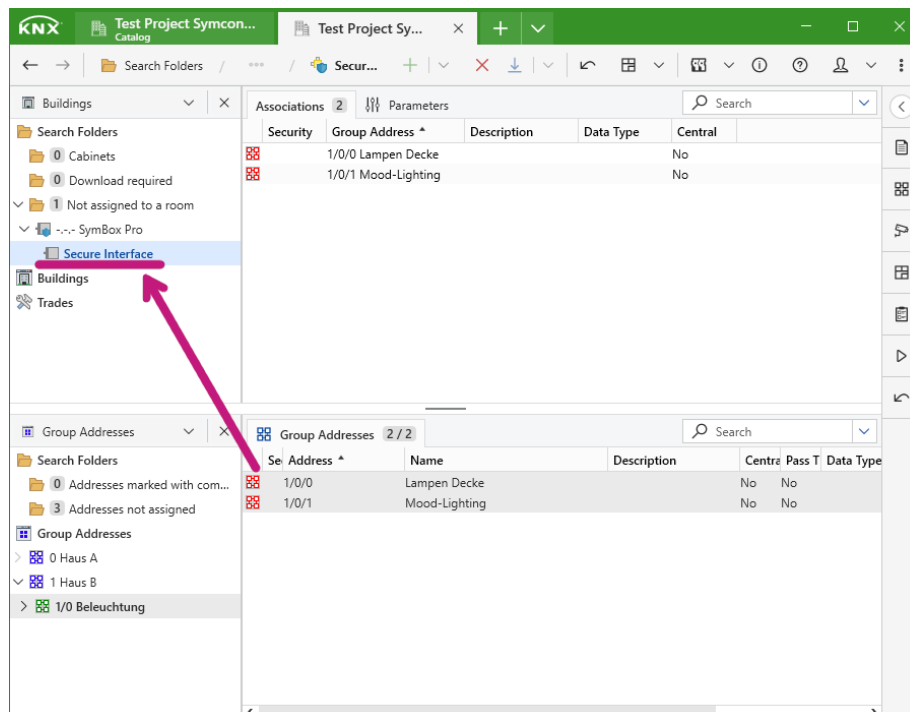 KNX Test Project Symcon... Test Project Sy...
Catalog
Search Folders / / Secur...
Buildings
Search Folders
0 Cabinets
0 Download required
1 Not assigned to a room
-.-.- SymBox Pro
Secure Interface
Buildings
Trades
Associations 2 Parameters Search
Security Group Address Description Data Type Central
1/0/0 Lampen Decke No
1/0/1 Mood-Lighting No
Group Addresses
Search Folders
0 Addresses marked with com...
3 Addresses not assigned
Group Addresses
0 Haus A
1 Haus B
1/0 Beleuchtung
Group Addresses 2 / 2 Search
Se Address Name Description Centra Pass T Data Type
1/0/0 Lampen Decke No No
1/0/1 Mood-Lighting No No